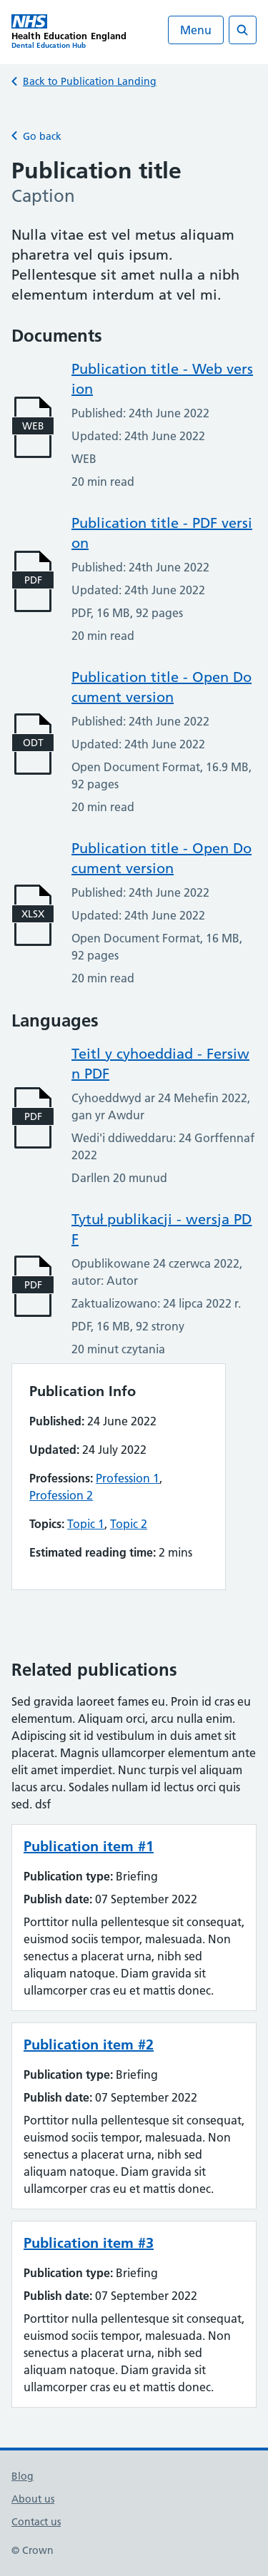 NHS
Health Education England
Dental Education Hub
Menu
Back to Publication Landing
Go back
Publication title
Caption
Nulla vitae est vel metus aliquam
pharetra vel quis ipsum.
Pellentesque sit amet nulla a nibh
elementum interdum at vel mi.
Documents
Publication title - Web vers
ion
Published: 24th June 2022
Updated: 24th June 2022
WEB
WEB
20 min read
Publication title - PDF versi
on
Published: 24th June 2022
PDF
Updated: 24th June 2022
PDF, 16 MB, 92 pages
20 min read
Publication title - Open Do
cument version
Published: 24th June 2022
ODT
Updated: 24th June 2022
Open Document Format, 16.9 MB,
92 pages
20 min read
Publication title - Open Do
cument version
Published: 24th June 2022
XLSX
Updated: 24th June 2022
Open Document Format, 16 MB,
92 pages
20 min read
Languages
Teitl y cyhoeddiad - Fersiw
n PDF
Cyhoeddwyd ar 24 Mehefin 2022,
gan yr Awdur
PDF
Wedi'i ddiweddaru: 24 Gorffennaf
2022
Darllen 20 munud
Tytuł publikacji - wersja PD
F
Opublikowane 24 czerwca 2022,
autor: Autor
PDF
Zaktualizowano: 24 lipca 2022 r.
PDF, 16 MB, 92 strony
20 minut czytania
Publication Info
Published: 24 June 2022
Updated: 24 July 2022
Professions: Profession 1,
Profession 2
Topics: Topic 1, Topic 2
Estimated reading time: 2 mins
Related publications
Sed gravida laoreet fames eu. Proin id cras eu
elementum. Aliquam orci, arcu nulla enim.
Adipiscing sit id vestibulum in duis amet sit
placerat. Magnis ullamcorper elementum ante
elit amet imperdiet. Nunc turpis vel aliquam
lacus arcu. Sodales nullam id lectus orci quis
sed. dsf
Publication item #1
Publication type: Briefing
Publish date: 07 September 2022
Porttitor nulla pellentesque sit consequat,
euismod sociis tempor, malesuada. Non
senectus a placerat urna, nibh sed
aliquam natoque. Diam gravida sit
ullamcorper cras eu et mattis donec.
Publication item #2
Publication type: Briefing
Publish date: 07 September 2022
Porttitor nulla pellentesque sit consequat,
euismod sociis tempor, malesuada. Non
senectus a placerat urna, nibh sed
aliquam natoque. Diam gravida sit
ullamcorper cras eu et mattis donec.
Publication item #3
Publication type: Briefing
Publish date: 07 September 2022
Porttitor nulla pellentesque sit consequat,
euismod sociis tempor, malesuada. Non
senectus a placerat urna, nibh sed
aliquam natoque. Diam gravida sit
ullamcorper cras eu et mattis donec.
Blog
About us
Contact us
© Crown